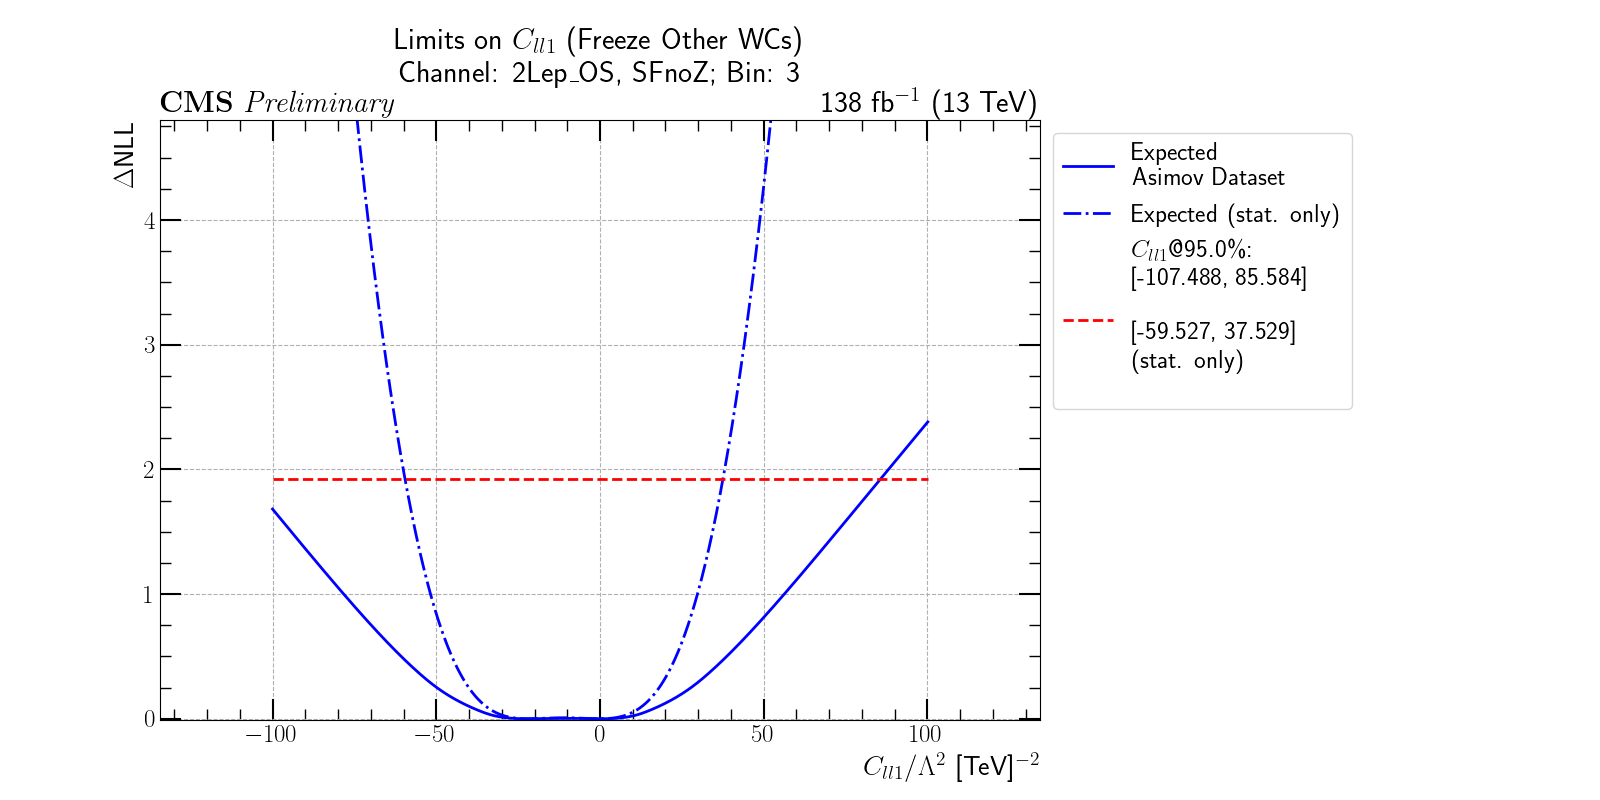 Limits on C_{ll1} (Freeze Other WCs)
Channel: 2Lep_OS, SFnoZ; Bin: 3
CMS Preliminary 138 fb⁻¹ (13 TeV)
ΔNLL
4
3
2
1
0
−100 −50 0 50 100
C_{ll1}/Λ² [TeV]⁻²
Expected
Asimov Dataset
Expected (stat. only)
C_{ll1}@95.0%:
[-107.488, 85.584]
[-59.527, 37.529]
(stat. only)